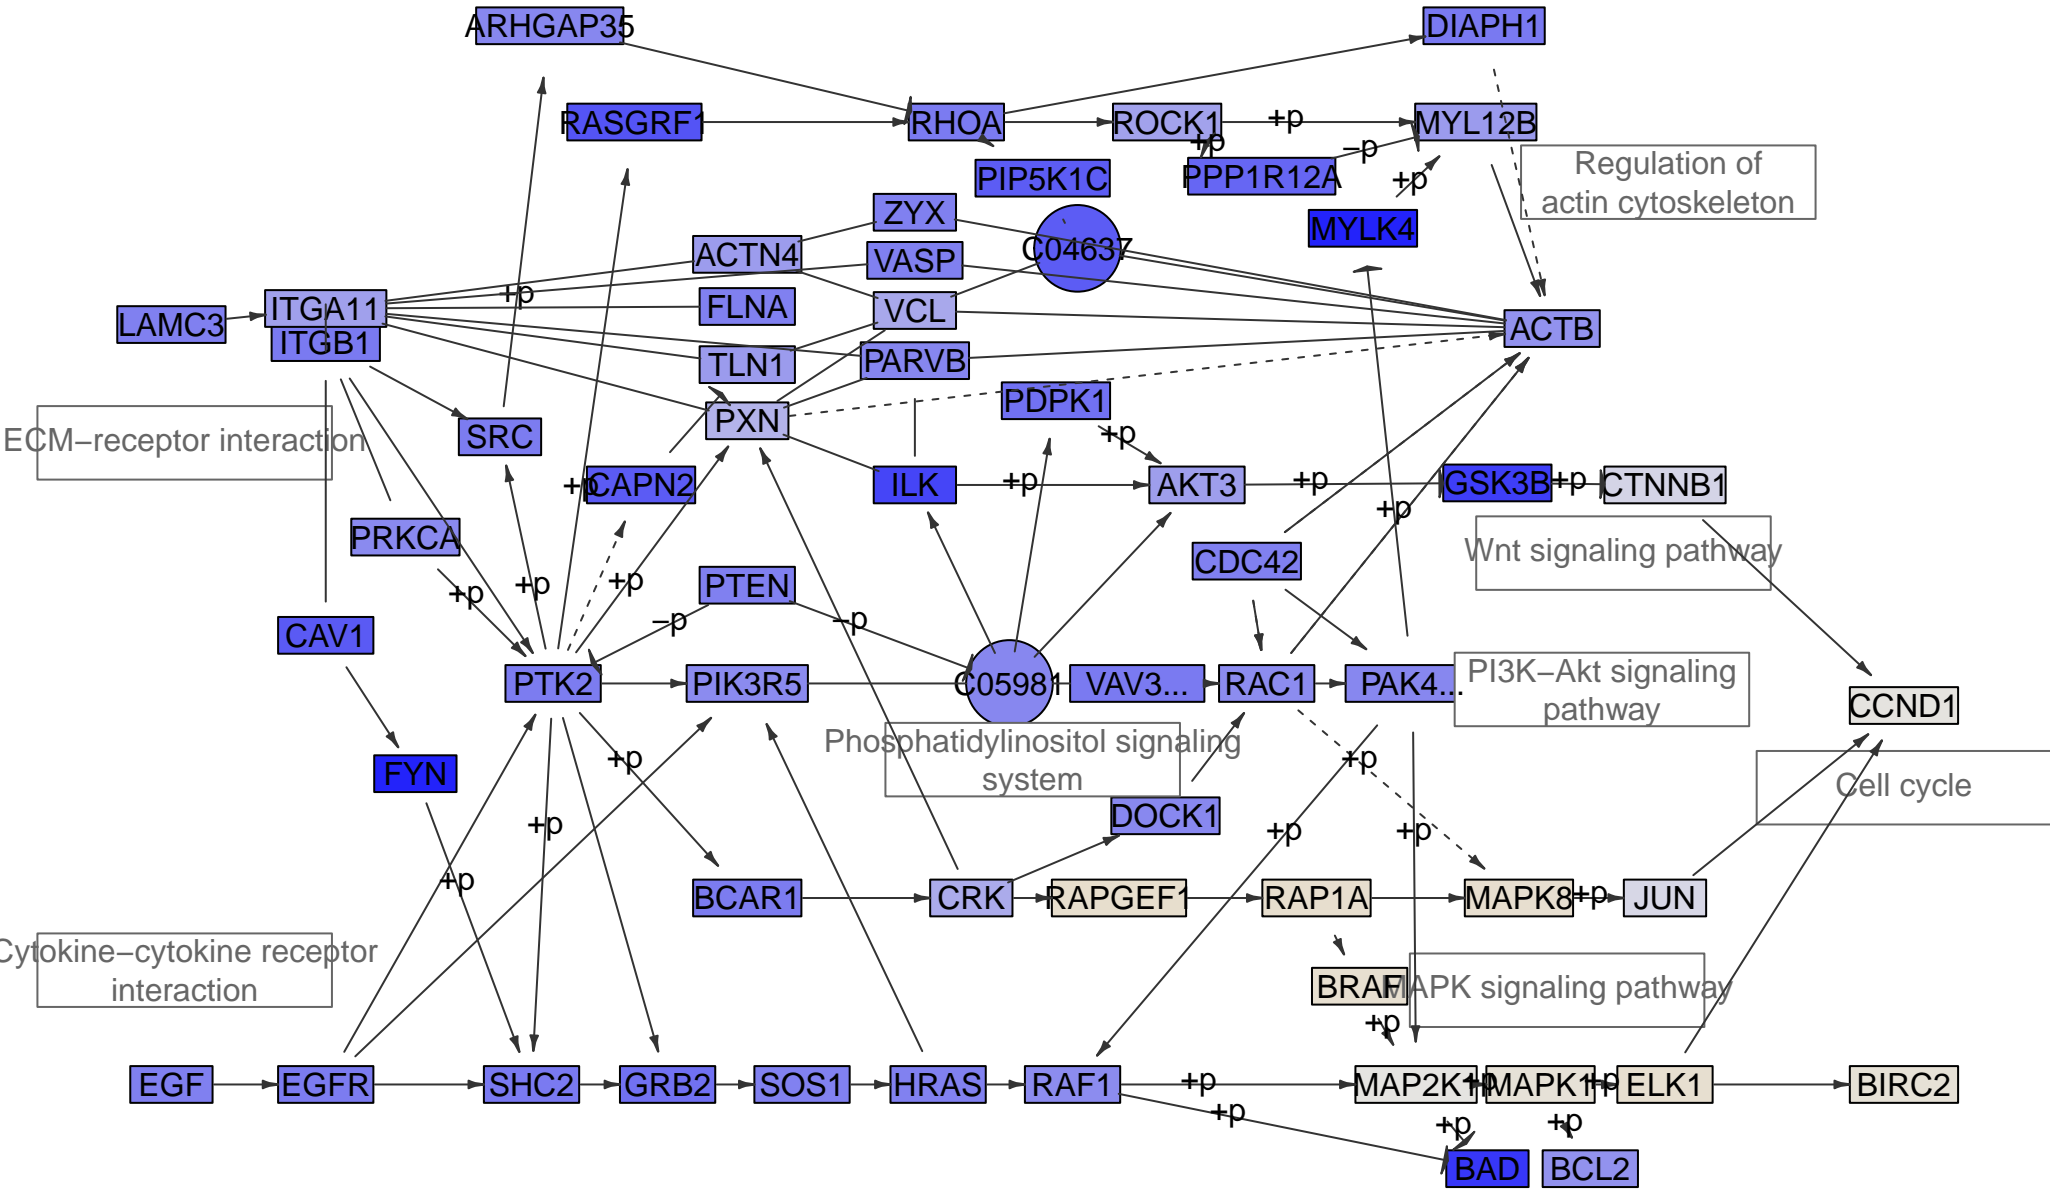 ARHGAP35
DIAPH1
RASGRF1
RHOA
ROCK1
+p
MYL12B
+p
–p
PIP5K1C
PPP1R12A
+p
Regulation of
actin cytoskeleton
ZYX
MYLK4
ACTN4
VASP
C04637
+p
ITGA11
FLNA
VCL
LAMC3
ITGB1
ACTB
TLN1
PARVB
PDPK1
PXN
ECM–receptor interaction
SRC
+p
+p
CAPN2
ILK
+p
AKT3
+p
GSK3B
+p
CTNNB1
+p
PRKCA
Wnt signaling pathway
CDC42
+p
+p
+p
PTEN
–p
–p
CAV1
PTK2
PIK3R5
C05981
VAV3...
RAC1
PAK4...
PI3K–Akt signaling
pathway
CCND1
Phosphatidylinositol signaling
system
+p
+p
FYN
Cell cycle
DOCK1
+p
+p
+p
+p
BCAR1
CRK
RAPGEF1
RAP1A
MAPK8
+p
JUN
Cytokine–cytokine receptor
interaction
BRAF
MAPK signaling pathway
+p
EGF
EGFR
SHC2
GRB2
SOS1
HRAS
RAF1
+p
MAP2K1
+p
MAPK1
+p
ELK1
BIRC2
+p
+p
+p
BAD
BCL2